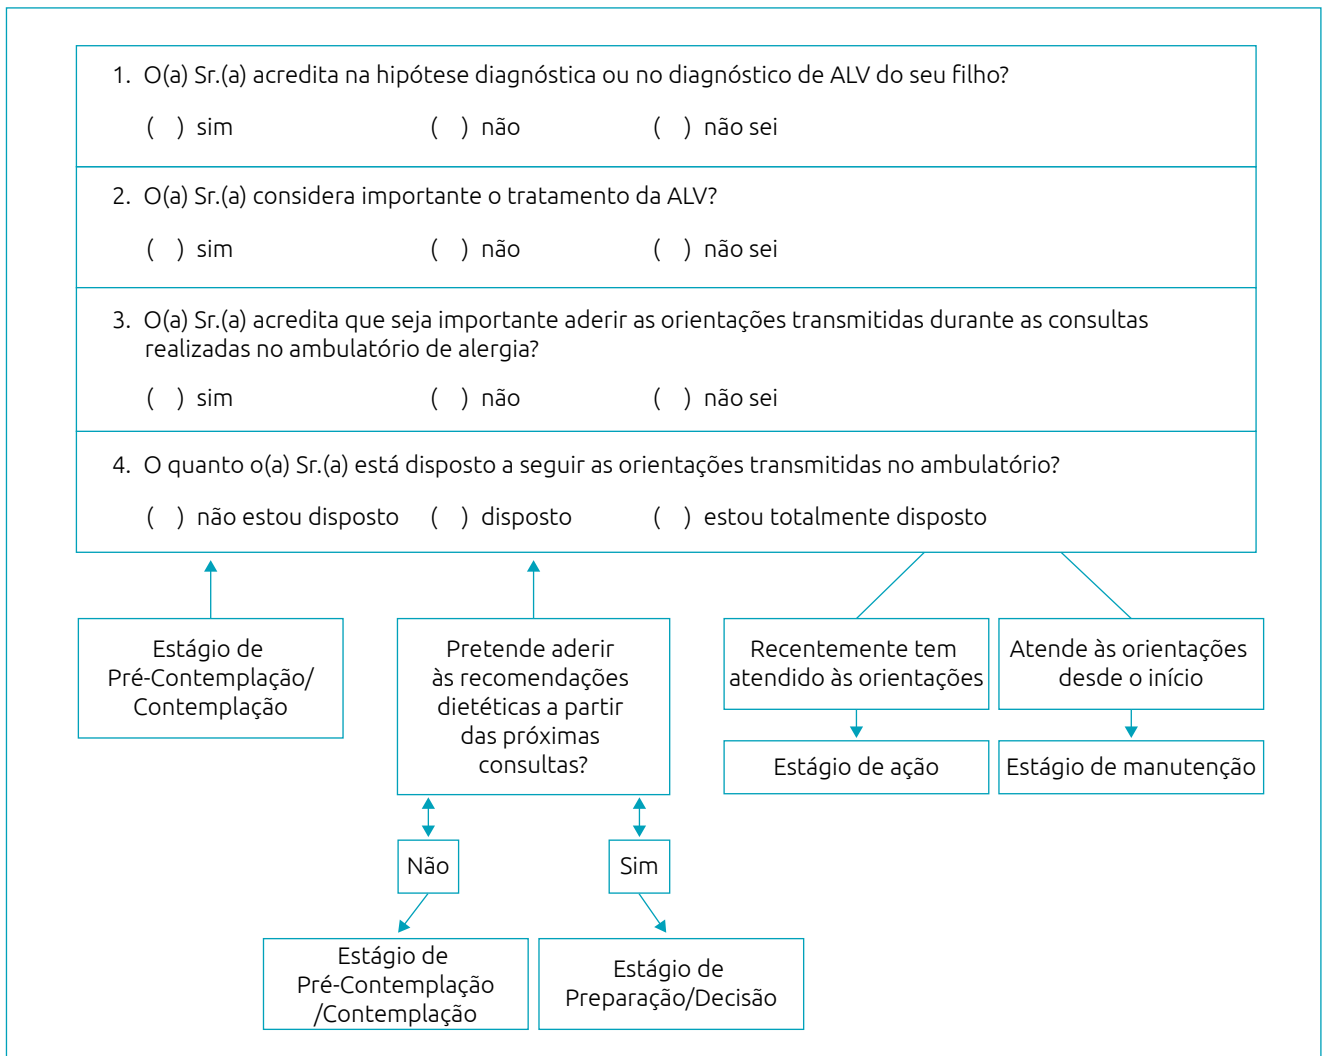 1. O(a) Sr.(a) acredita na hipótese diagnóstica ou no diagnóstico de ALV do seu filho?
( ) sim ( ) não ( ) não sei
2. O(a) Sr.(a) considera importante o tratamento da ALV?
( ) sim ( ) não ( ) não sei
3. O(a) Sr.(a) acredita que seja importante aderir as orientações transmitidas durante as consultas
realizadas no ambulatório de alergia?
( ) sim ( ) não ( ) não sei
4. O quanto o(a) Sr.(a) está disposto a seguir as orientações transmitidas no ambulatório?
( ) não estou disposto ( ) disposto ( ) estou totalmente disposto
Estágio de
Pré-Contemplação/
Contemplação
Pretende aderir
às recomendações
dietéticas a partir
das próximas
consultas?
Recentemente tem
atendido às orientações
Atende às orientações
desde o início
Estágio de ação
Estágio de manutenção
Não
Sim
Estágio de
Pré-Contemplação
/Contemplação
Estágio de
Preparação/Decisão